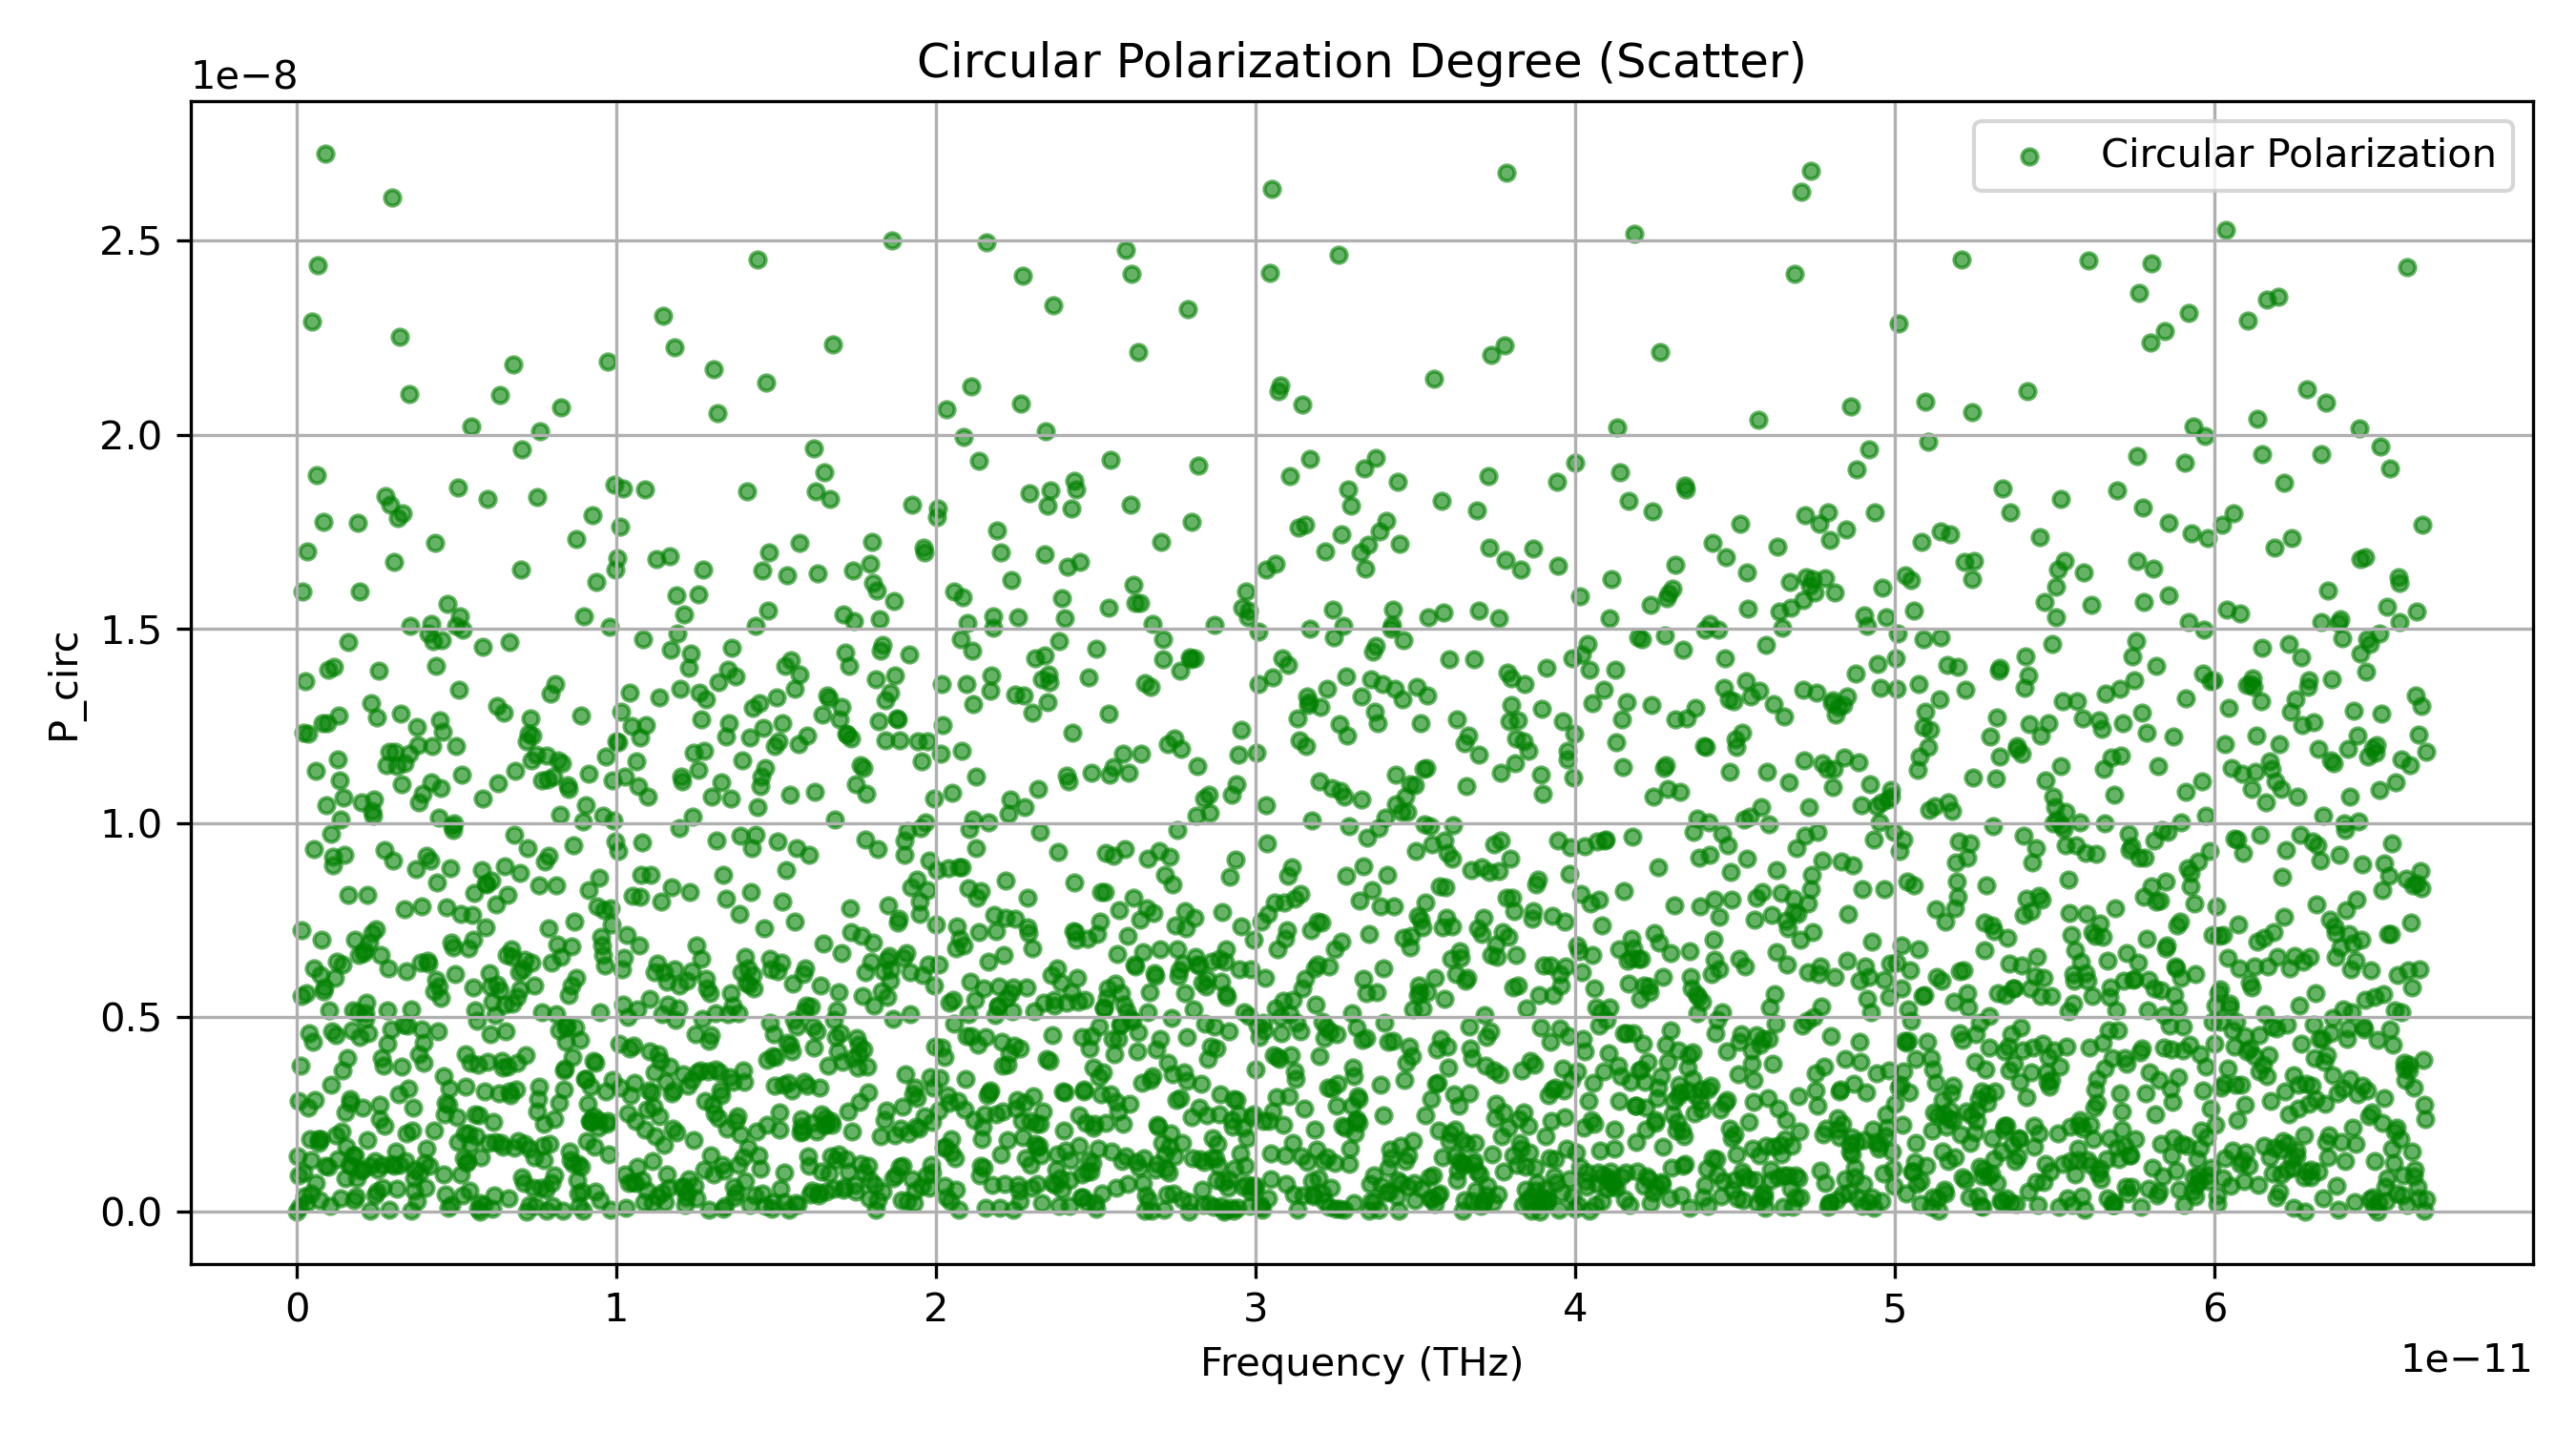 Circular Polarization Degree (Scatter)
1e−8
Circular Polarization
2.5
2.0
1.5
1.0
0.5
0.0
P_circ
0 1 2 3 4 5 6
Frequency (THz)
1e−11